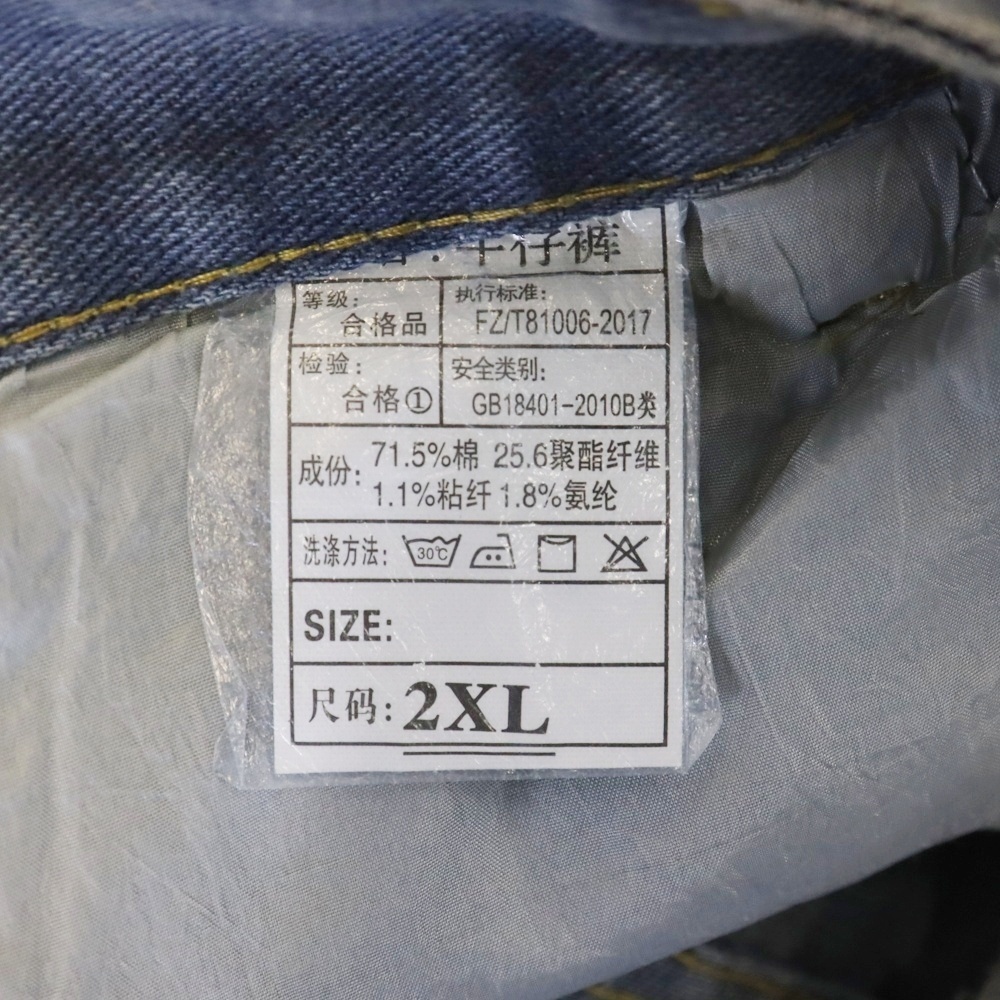 牛仔裤
等级:
合格品
执行标准:
FZ/T81006-2017
检验:
合格①
安全类别:
GB18401-2010B类
成份: 71.5%棉 25.6聚酯纤维
1.1%粘纤 1.8%氨纶
洗涤方法: 30℃
SIZE:
尺码: 2XL